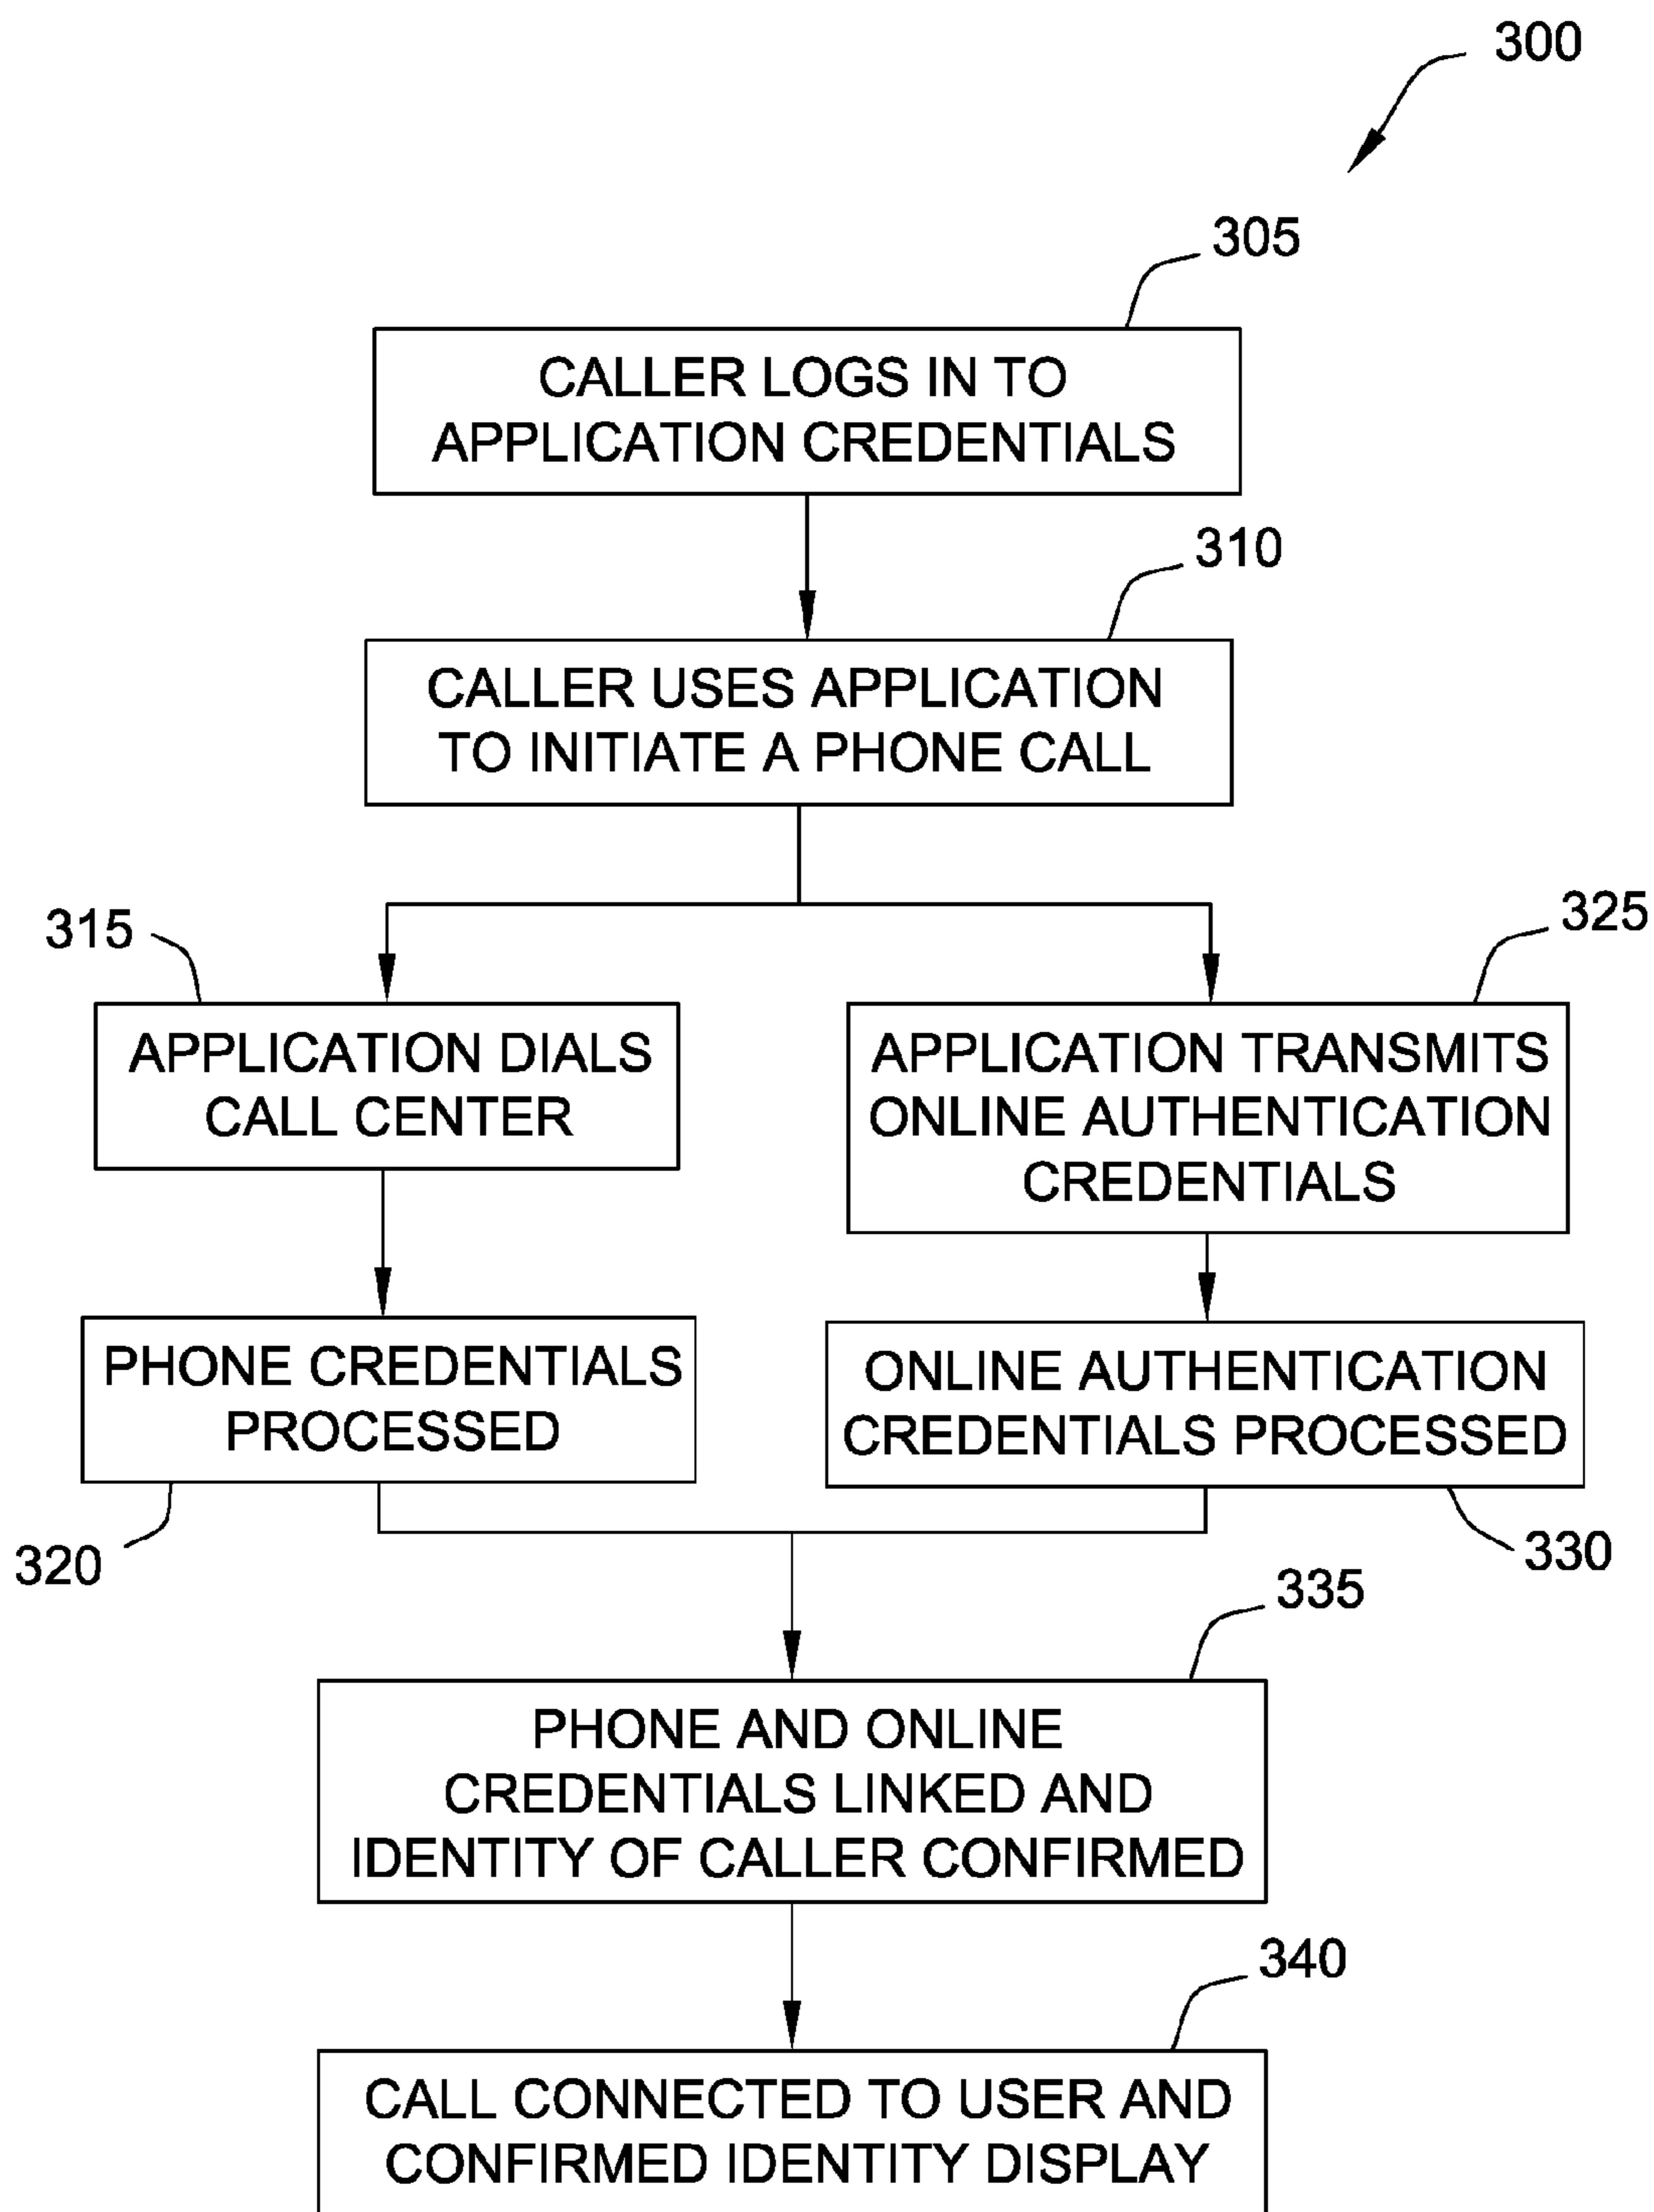 300
305
CALLER LOGS IN TO
APPLICATION CREDENTIALS
310
CALLER USES APPLICATION
TO INITIATE A PHONE CALL
315
APPLICATION DIALS
CALL CENTER
325
APPLICATION TRANSMITS
ONLINE AUTHENTICATION
CREDENTIALS
PHONE CREDENTIALS
PROCESSED
320
ONLINE AUTHENTICATION
CREDENTIALS PROCESSED
330
335
PHONE AND ONLINE
CREDENTIALS LINKED AND
IDENTITY OF CALLER CONFIRMED
340
CALL CONNECTED TO USER AND
CONFIRMED IDENTITY DISPLAY